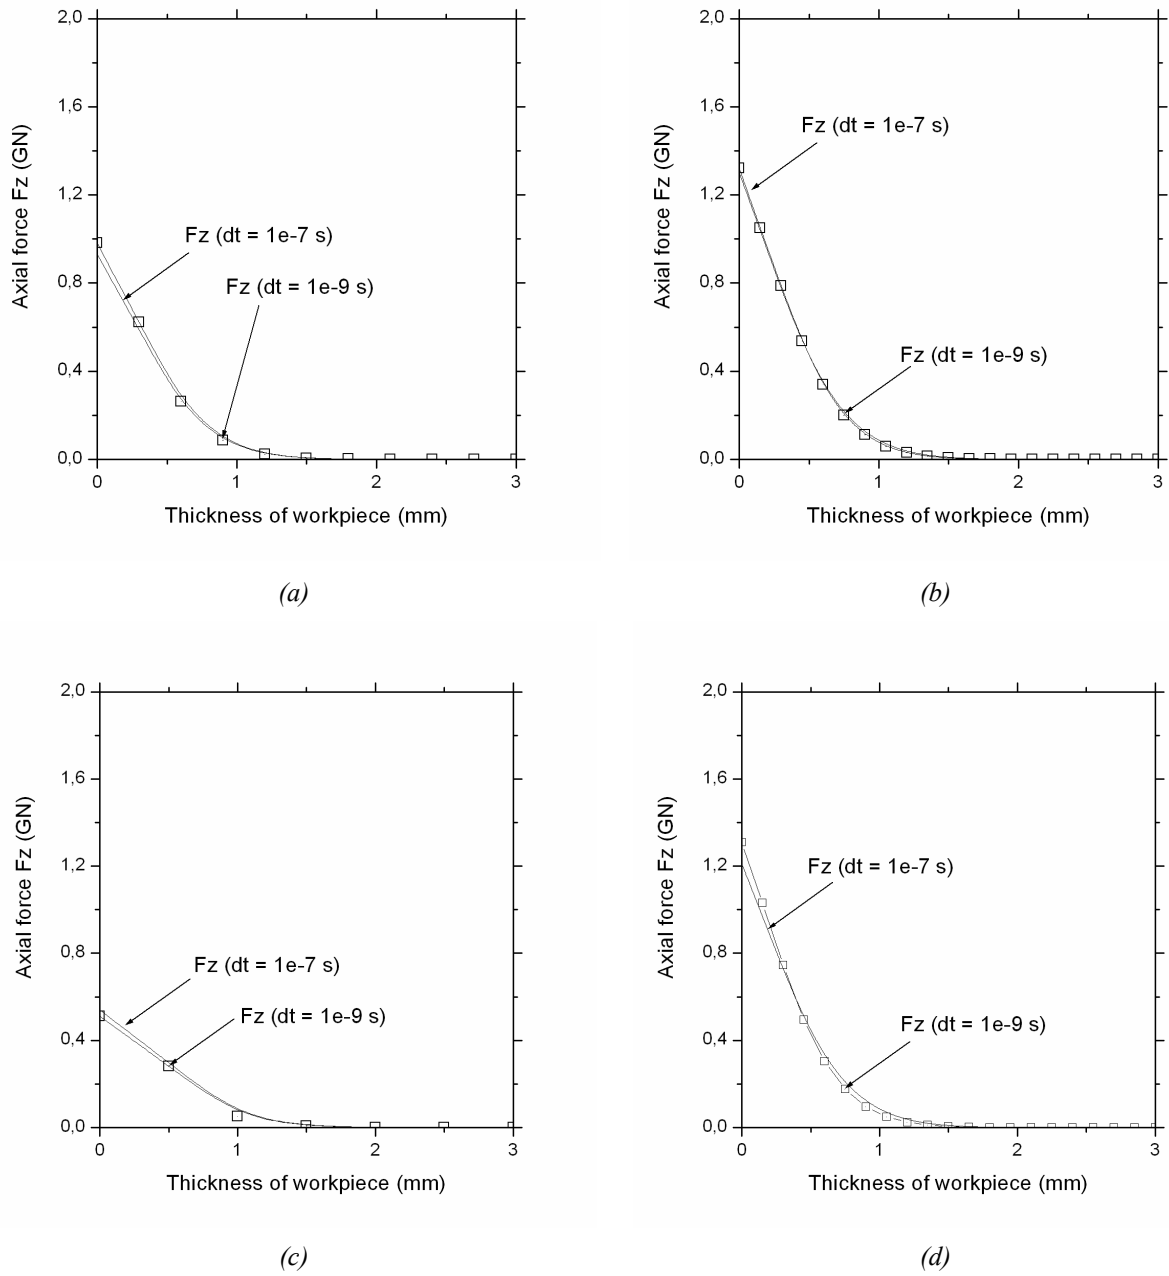 2,0
1,6
1,2
0,8
0,4
0,0
Axial force Fz (GN)
Fz (dt = 1e-7 s)
Fz (dt = 1e-9 s)
0 1 2 3
Thickness of workpiece (mm)
(a)
2,0
1,6
1,2
0,8
0,4
0,0
Axial force Fz (GN)
Fz (dt = 1e-7 s)
Fz (dt = 1e-9 s)
0 1 2 3
Thickness of workpiece (mm)
(b)
2,0
1,6
1,2
0,8
0,4
0,0
Axial force Fz (GN)
Fz (dt = 1e-7 s)
Fz (dt = 1e-9 s)
0 1 2 3
Thickness of workpiece (mm)
(c)
2,0
1,6
1,2
0,8
0,4
0,0
Axial force Fz (GN)
Fz (dt = 1e-7 s)
Fz (dt = 1e-9 s)
0 1 2 3
Thickness of workpiece (mm)
(d)